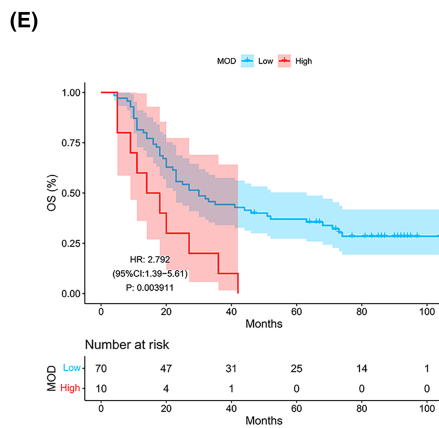 (E)
MOD Low High
1.00
0.75
0.50
0.25
0.00
OS (%)
HR: 2.792
(95%CI:1.39−5.61)
P: 0.003911
0 20 40 60 80 100
Months
Number at risk
MOD
Low 70 47 31 25 14 1
High 10 4 1 0 0 0
0 20 40 60 80 100
Months